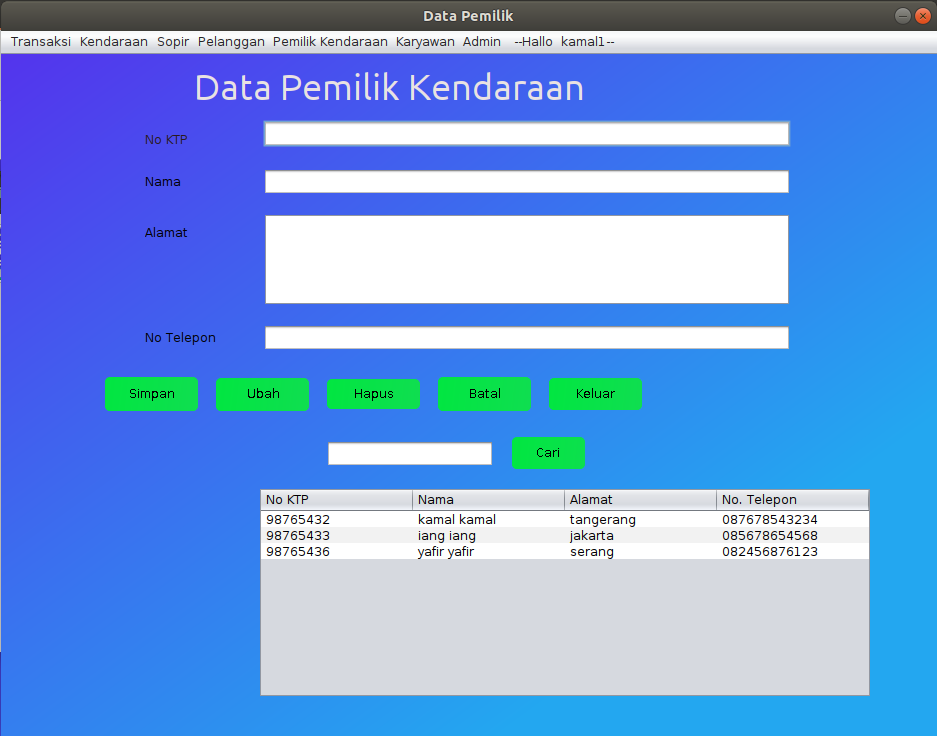 Data Pemilik
Transaksi Kendaraan Sopir Pelanggan Pemilik Kendaraan Karyawan Admin --Hallo kamal1--
Data Pemilik Kendaraan
No KTP
Nama
Alamat
No Telepon
Simpan Ubah Hapus Batal Keluar
Cari
No KTP Nama Alamat No. Telepon
98765432 kamal kamal tangerang 087678543234
98765433 iang iang jakarta 085678654568
98765436 yafir yafir serang 082456876123